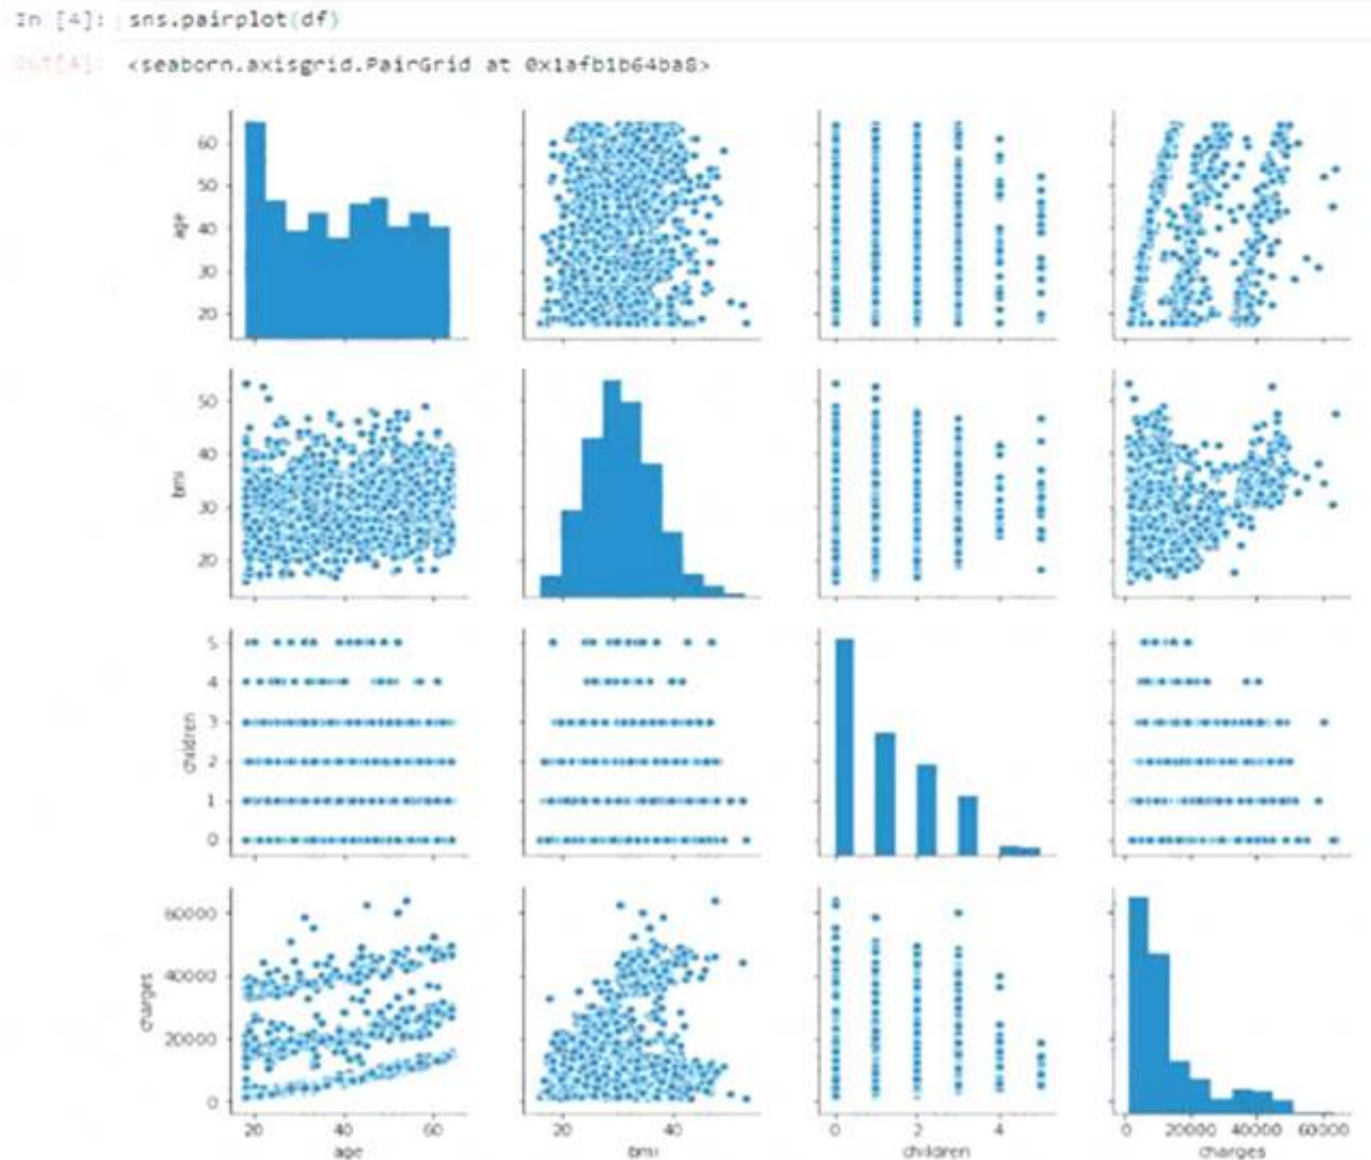 In [4]: sns.pairplot(df)
Out[4]: <seaborn.axisgrid.PairGrid at 0x1afb1b64ba8>
60
50
40
30
20
age
50
40
30
20
bmi
5
4
3
2
1
0
children
60000
40000
20000
0
charges
20 40 60
20 40
0 2 4
0 20000 40000 60000
age bmi children charges